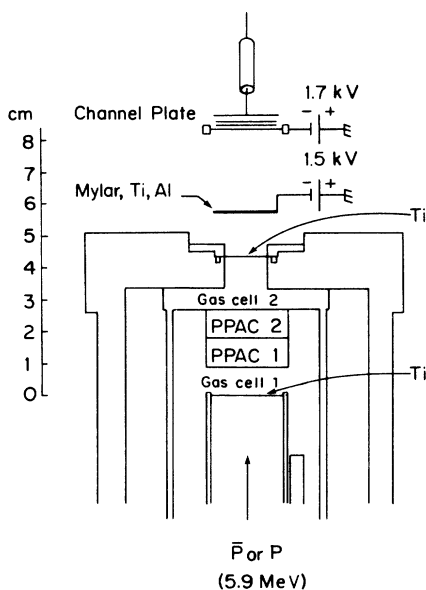 1.7 kV
- +
Channel Plate
cm
8
7
6
5
4
3
2
1
0
1.5 kV
- +
Mylar, Ti, Al
Ti
Gas cell 2
PPAC 2
PPAC 1
Gas cell 1
Ti
P̅ or P
(5.9 MeV)